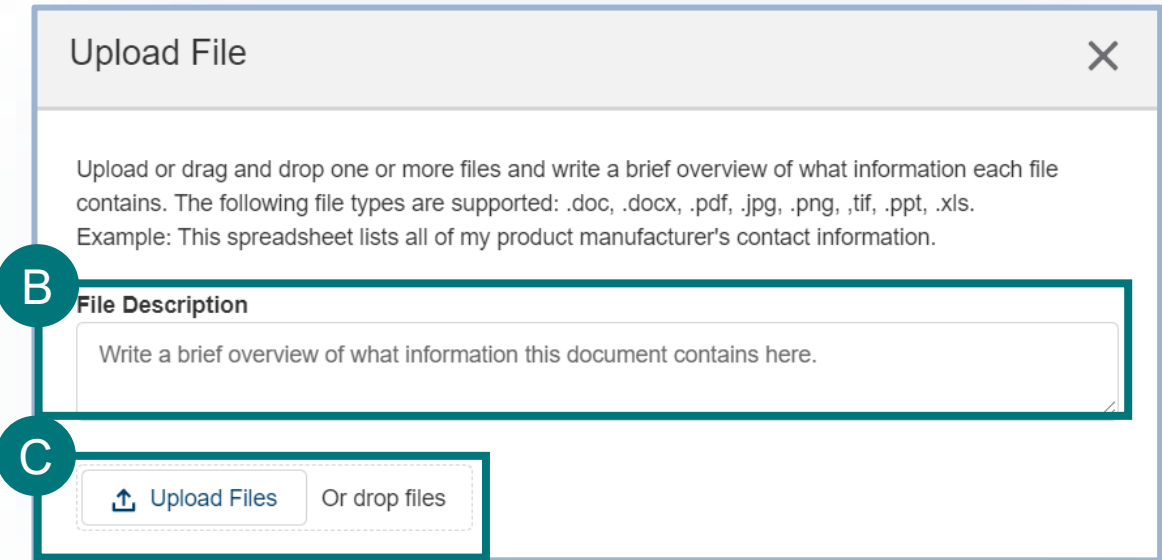 Upload File
Upload or drag and drop one or more files and write a brief overview of what information each file
contains. The following file types are supported: .doc, .docx, .pdf, .jpg, .png, ,tif, .ppt, .xls.
Example: This spreadsheet lists all of my product manufacturer's contact information.
B
File Description
Write a brief overview of what information this document contains here.
C
Upload Files Or drop files